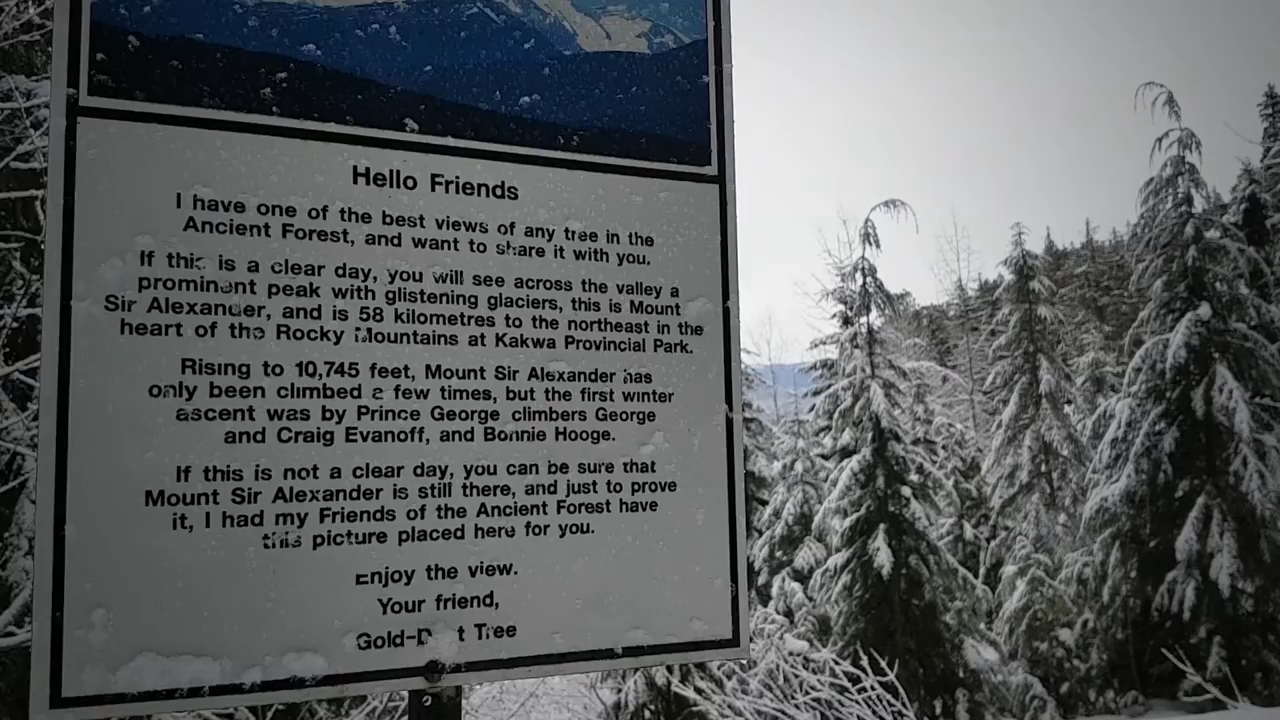 Hello Friends
I have one of the best views of any tree in the
Ancient Forest, and want to share it with you.
If this is a clear day, you will see across the valley a
prominent peak with glistening glaciers, this is Mount
Sir Alexander, and is 58 kilometres to the northeast in the
heart of the Rocky Mountains at Kakwa Provincial Park.
Rising to 10,745 feet, Mount Sir Alexander has
only been climbed a few times, but the first winter
ascent was by Prince George climbers George
and Craig Evanoff, and Bonnie Hooge.
If this is not a clear day, you can be sure that
Mount Sir Alexander is still there, and just to prove
it, I had my Friends of the Ancient Forest have
this picture placed here for you.
Enjoy the view.
Your friend,
Tree